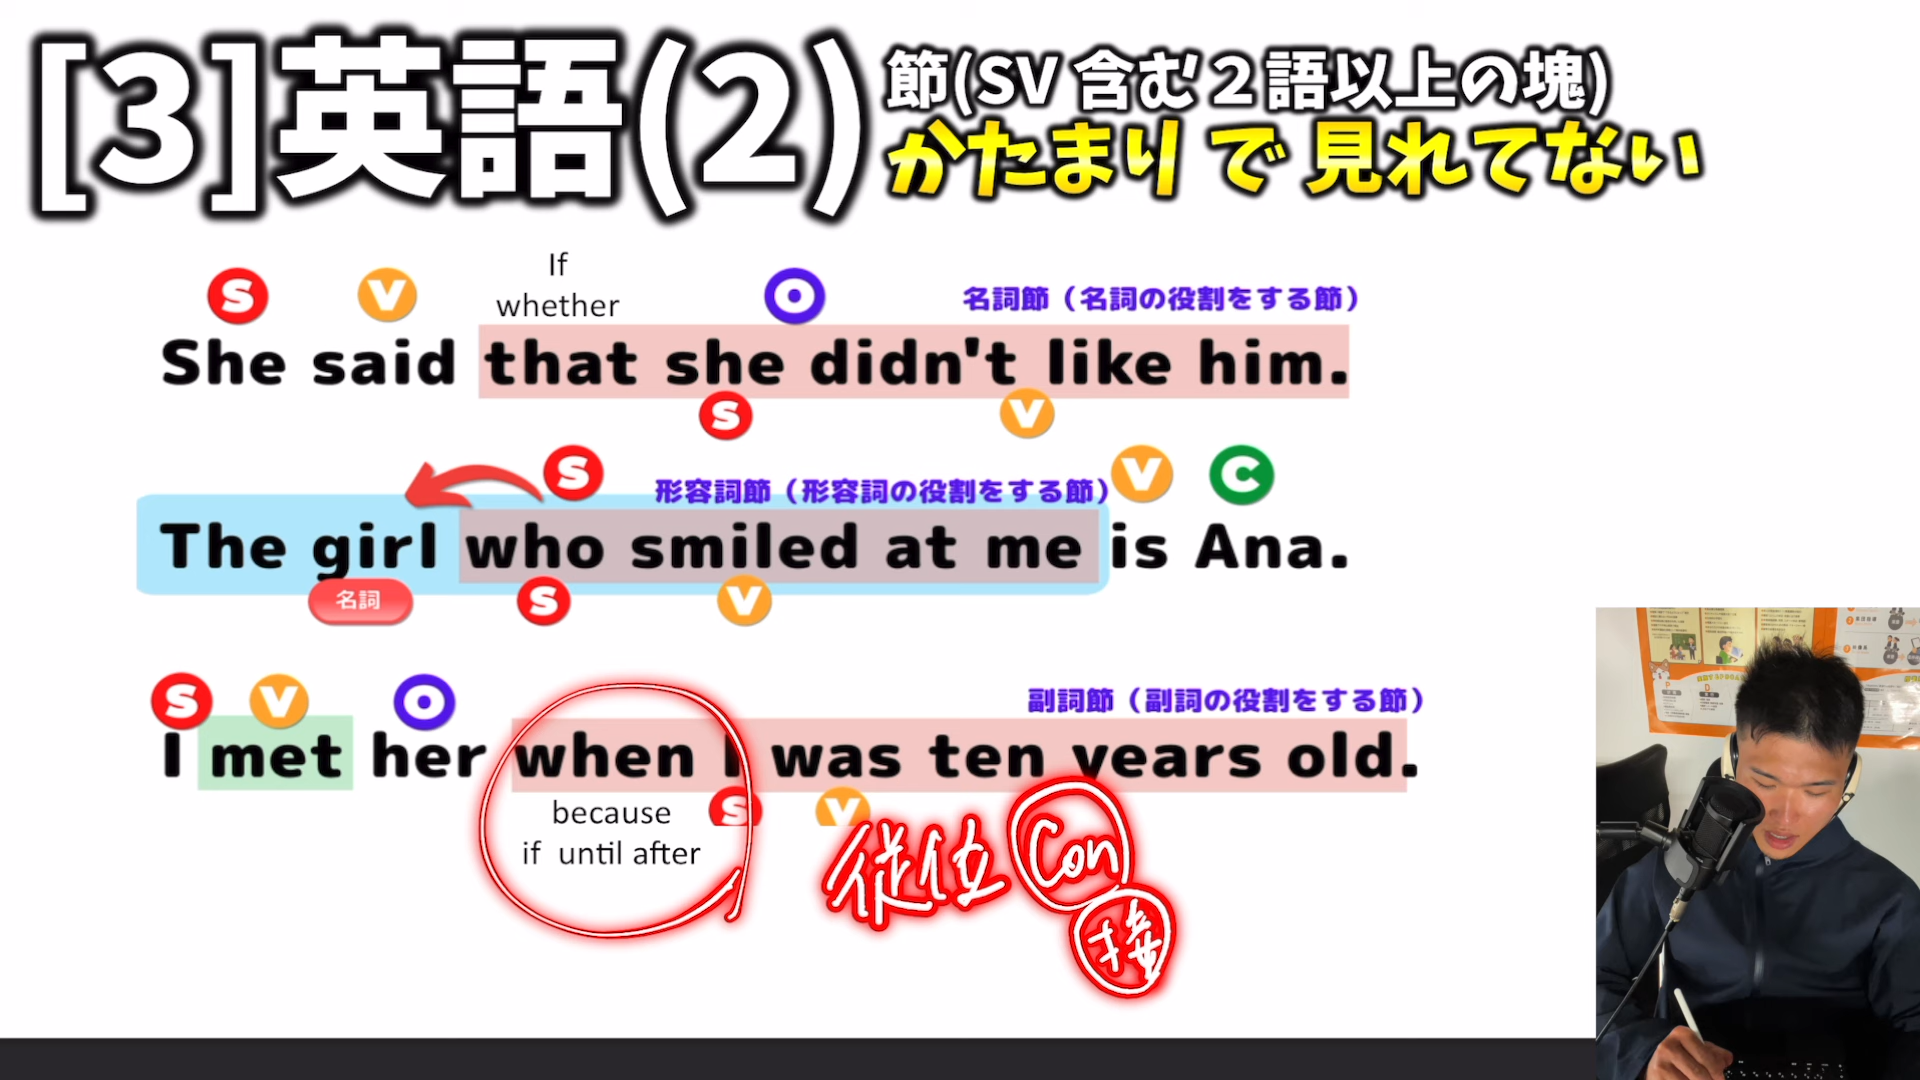 [3]英語(2)
節(SV 含む２語以上の塊)
かたまりで見れてない
If
whether
S V O 名詞節（名詞の役割をする節）
She said that she didn't like him.
S V
S 形容詞節（形容詞の役割をする節） V C
The girl who smiled at me is Ana.
名詞 S V
S V O 副詞節（副詞の役割をする節）
I met her when I was ten years old.
because S V
if until after
従位 Con
接